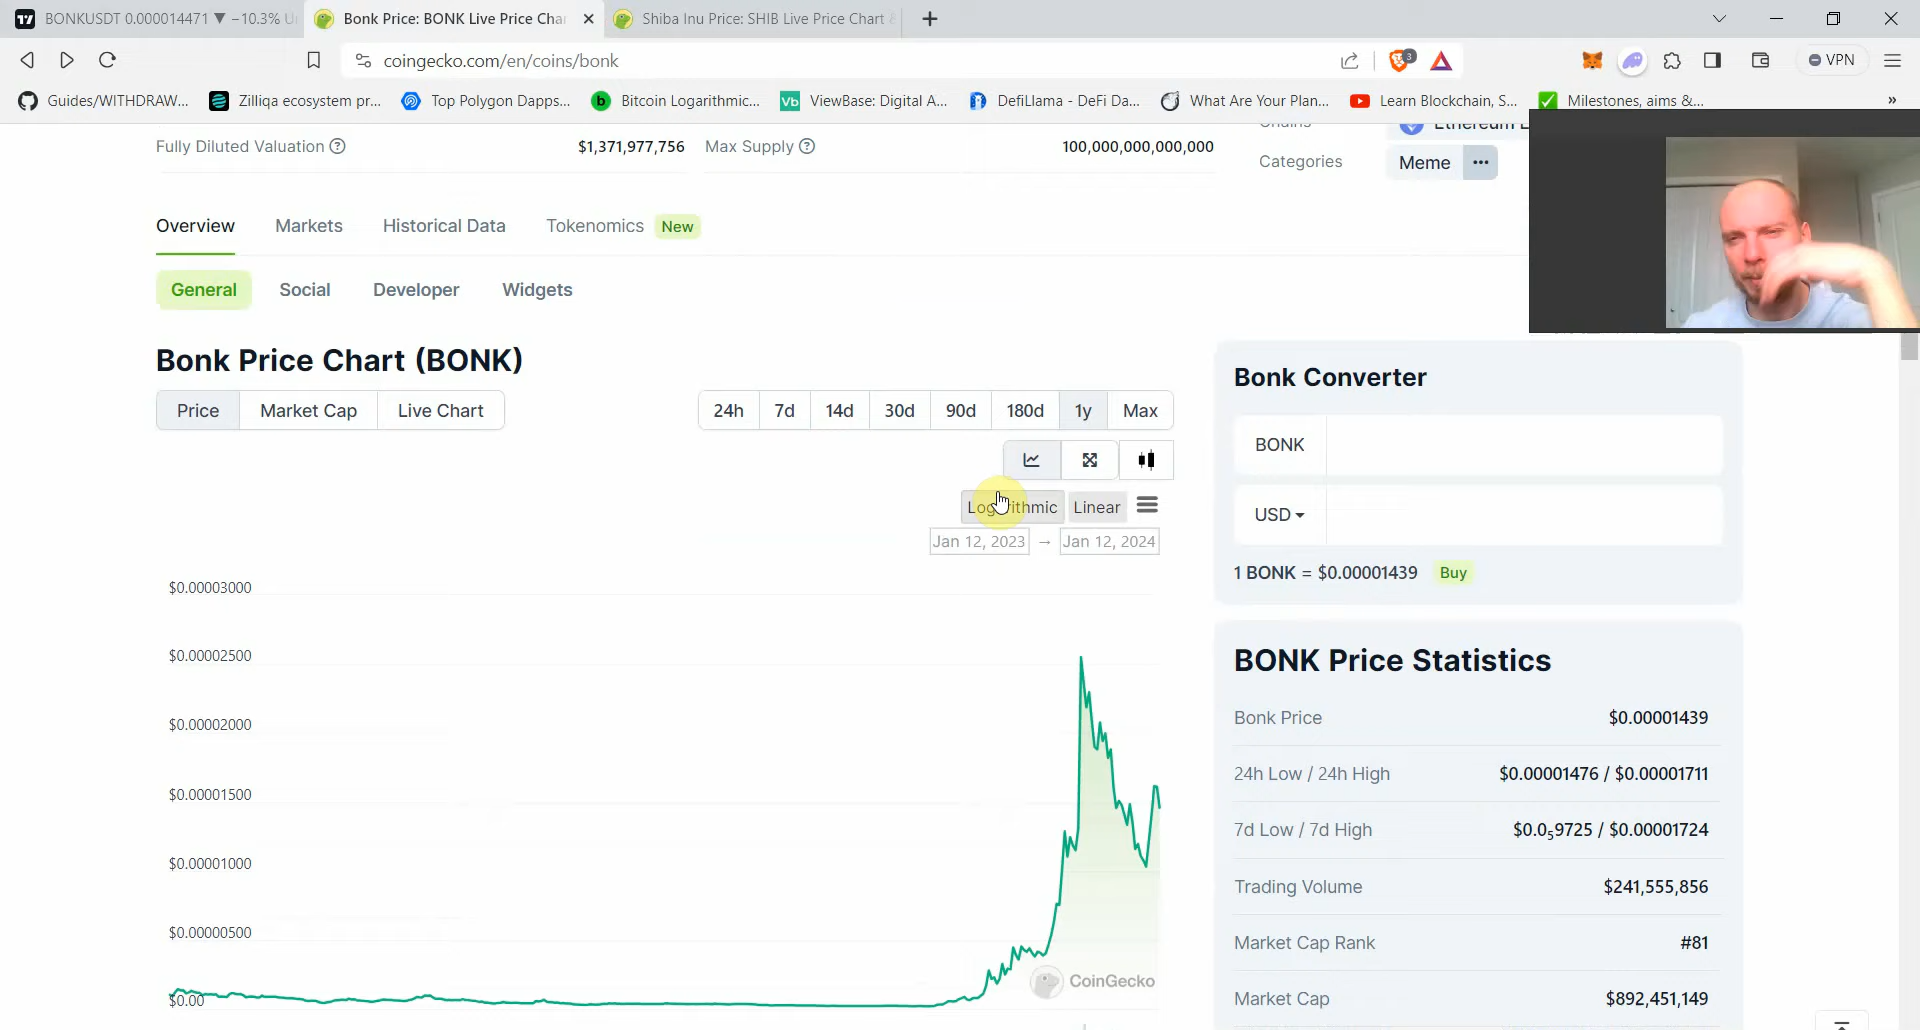 BONKUSDT 0.000014471 ▼ −10.3% U
Bonk Price: BONK Live Price Cha
Shiba Inu Price: SHIB Live Price Chart &
coingecko.com/en/coins/bonk
3
VPN
Guides/WITHDRAW...
Zilliqa ecosystem pr...
Top Polygon Dapps...
Bitcoin Logarithmic...
Vb ViewBase: Digital A...
DefiLlama - DeFi Da...
What Are Your Plan...
Learn Blockchain, S...
Milestones, aims &...
»
Fully Diluted Valuation ? $1,371,977,756
Max Supply ? 100,000,000,000,000
Chains Ethereum E
Categories Meme ...
Overview Markets Historical Data Tokenomics New
General Social Developer Widgets
Bonk Price Chart (BONK)
Price Market Cap Live Chart
24h 7d 14d 30d 90d 180d 1y Max
Logarithmic Linear
Jan 12, 2023 → Jan 12, 2024
$0.00003000
$0.00002500
$0.00002000
$0.00001500
$0.00001000
$0.00000500
$0.00
CoinGecko
Bonk Converter
BONK
USD
1 BONK = $0.00001439 Buy
BONK Price Statistics
Bonk Price $0.00001439
24h Low / 24h High $0.00001476 / $0.00001711
7d Low / 7d High $0.0₅9725 / $0.00001724
Trading Volume $241,555,856
Market Cap Rank #81
Market Cap $892,451,149